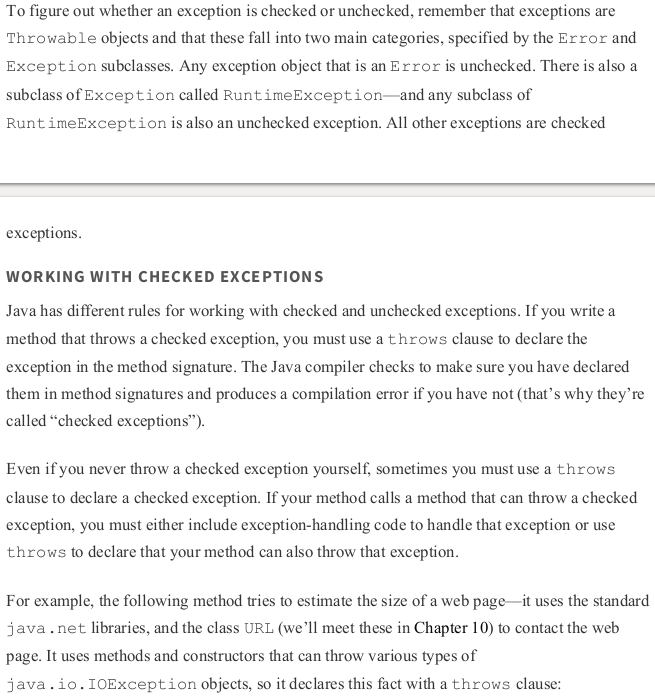 To figure out whether an exception is checked or unchecked, remember that exceptions are
Throwable objects and that these fall into two main categories, specified by the Error and
Exception subclasses. Any exception object that is an Error is unchecked. There is also a
subclass of Exception called RuntimeException—and any subclass of
RuntimeException is also an unchecked exception. All other exceptions are checked
exceptions.
WORKING WITH CHECKED EXCEPTIONS
Java has different rules for working with checked and unchecked exceptions. If you write a
method that throws a checked exception, you must use a throws clause to declare the
exception in the method signature. The Java compiler checks to make sure you have declared
them in method signatures and produces a compilation error if you have not (that’s why they’re
called “checked exceptions”).
Even if you never throw a checked exception yourself, sometimes you must use a throws
clause to declare a checked exception. If your method calls a method that can throw a checked
exception, you must either include exception-handling code to handle that exception or use
throws to declare that your method can also throw that exception.
For example, the following method tries to estimate the size of a web page—it uses the standard
java.net libraries, and the class URL (we’ll meet these in Chapter 10) to contact the web
page. It uses methods and constructors that can throw various types of
java.io.IOException objects, so it declares this fact with a throws clause: